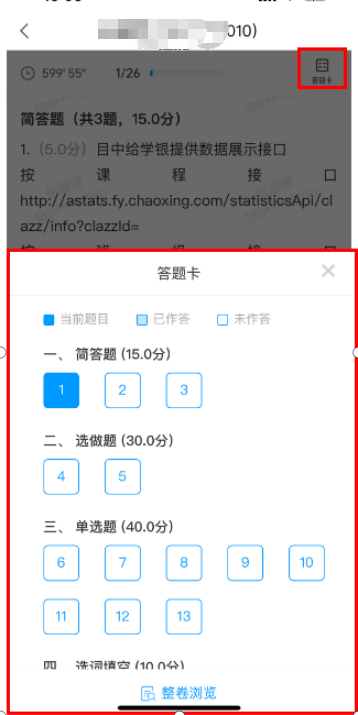 010)
599'55"
1/26
答题卡
简答题（共3题，15.0分）
1.（5.0分）目中给学银提供数据展示接口
按 课 程 接 口
http://astats.fy.chaoxing.com/statisticsApi/cl
azz/info?clazzId=
答题卡
当前题目 已作答 未作答
一、 简答题 (15.0分)
1 2 3
二、 选做题 (30.0分)
4 5
三、 单选题 (40.0分)
6 7 8 9 10
11 12 13
四、 选词填空 (10.0分)
整卷浏览